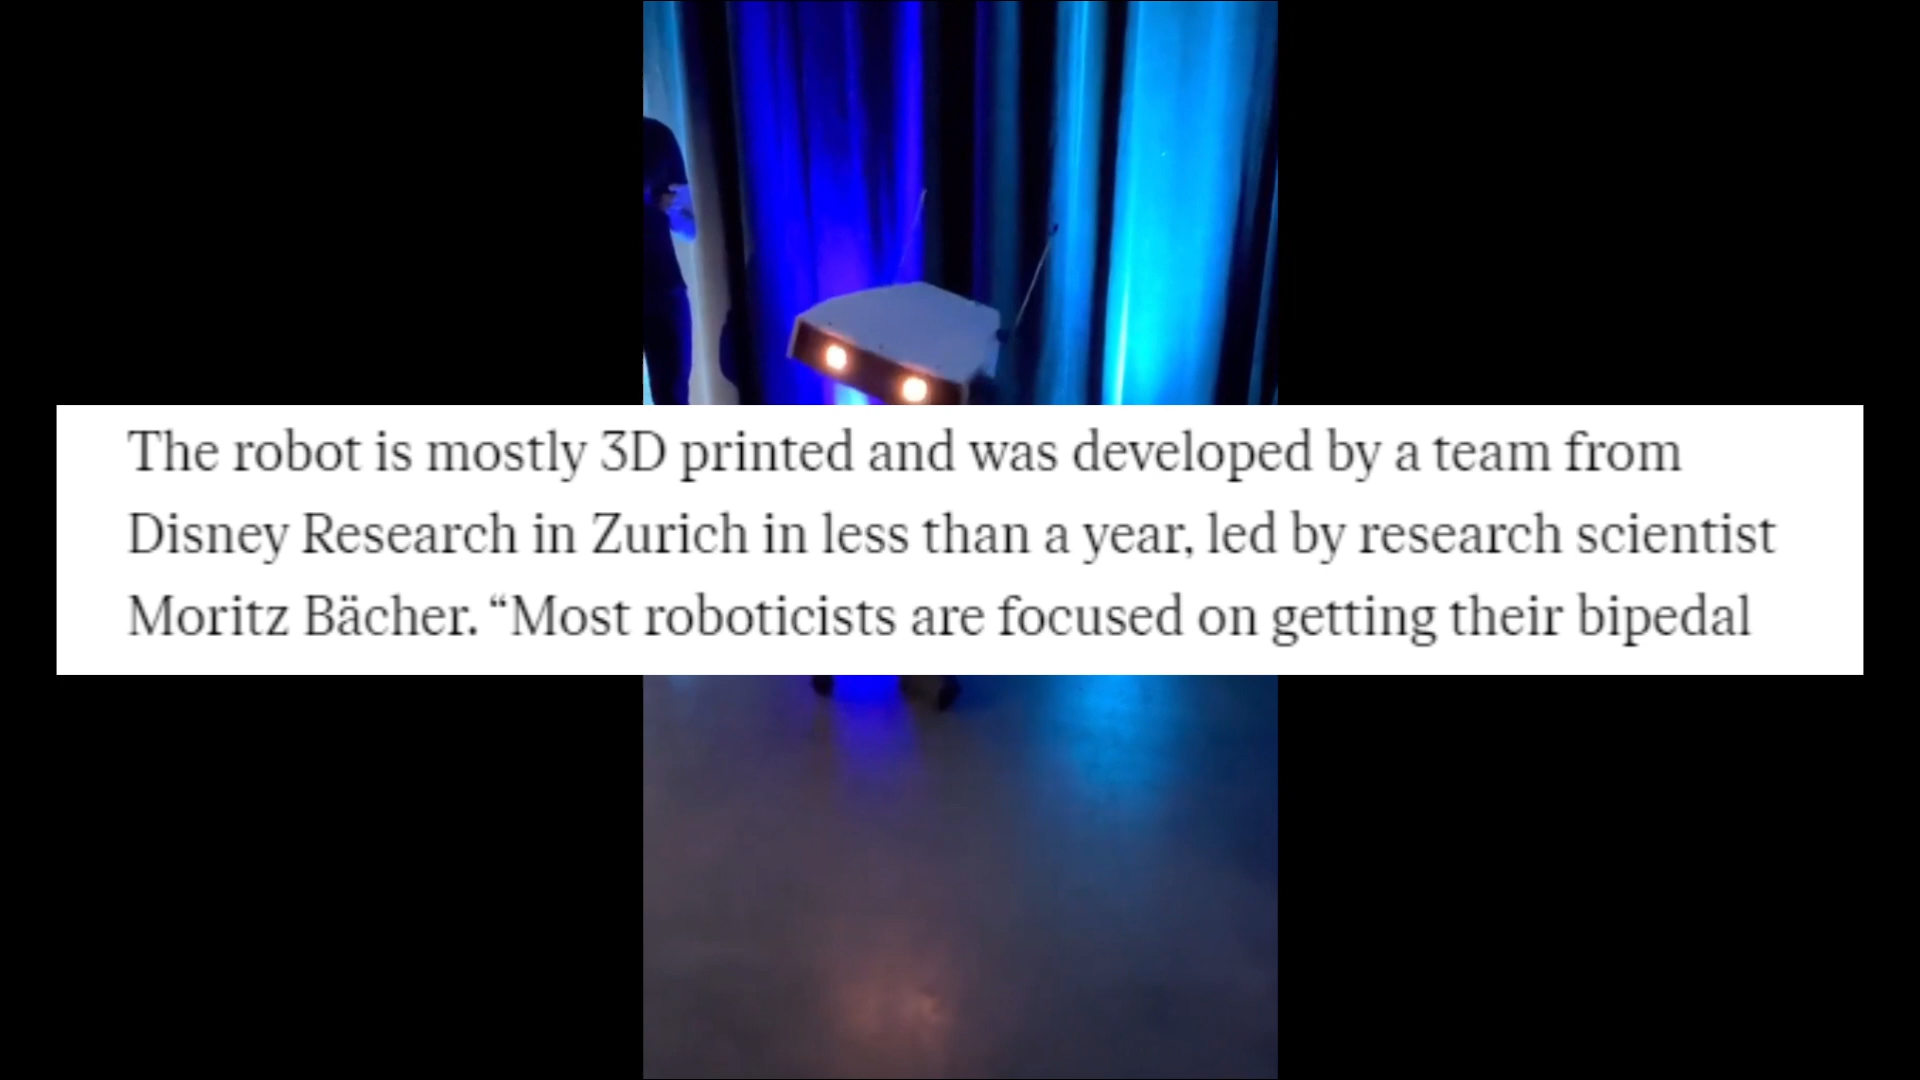 The robot is mostly 3D printed and was developed by a team from
Disney Research in Zurich in less than a year, led by research scientist
Moritz Bächer. “Most roboticists are focused on getting their bipedal